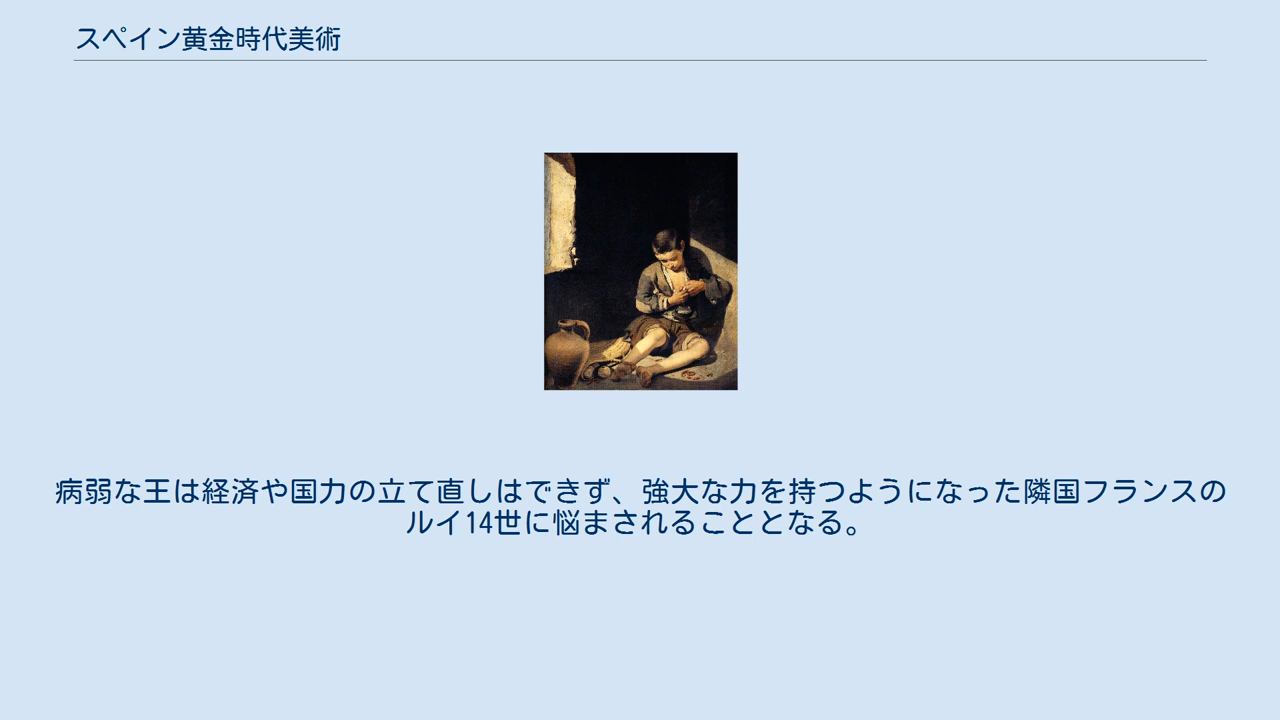 スペイン黄金時代美術
病弱な王は経済や国力の立て直しはできず、強大な力を持つようになった隣国フランスの
ルイ14世に悩まされることとなる。